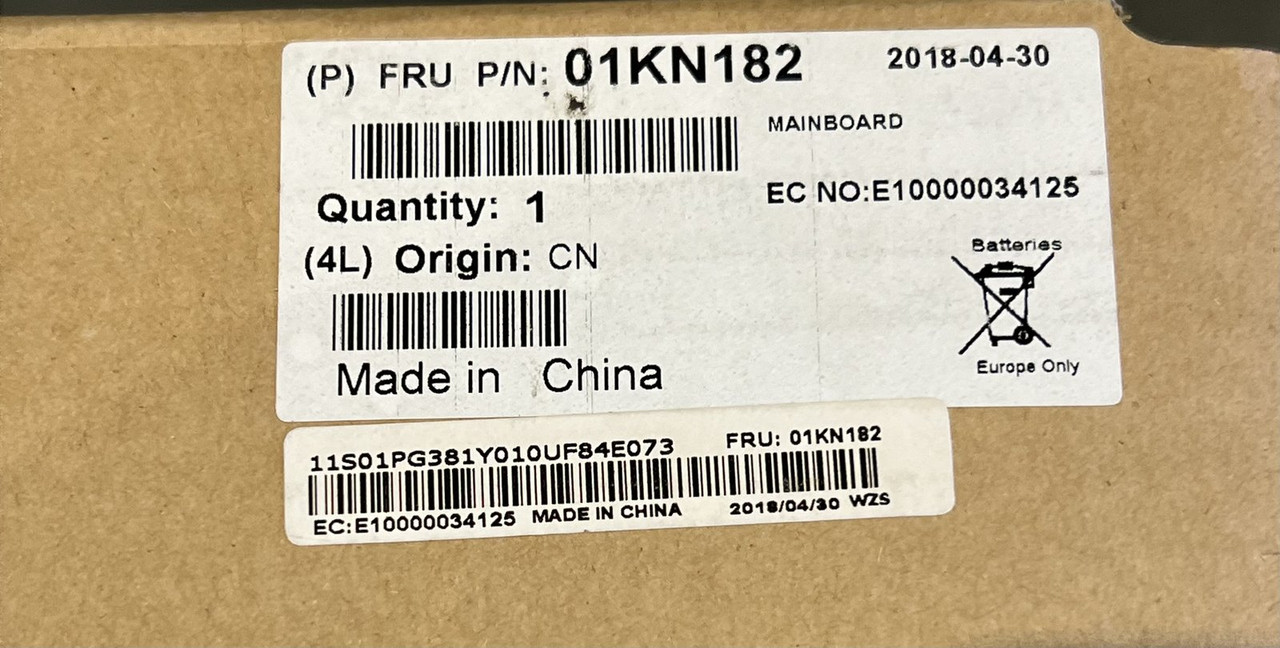 (P) FRU P/N: 01KN182 2018-04-30
MAINBOARD
Quantity: 1 EC NO:E10000034125
(4L) Origin: CN
Batteries
Made in China
Europe Only
11S01PG381Y010UF84E073 FRU: 01KN182
EC:E10000034125 MADE IN CHINA 2018/04/30 WZS